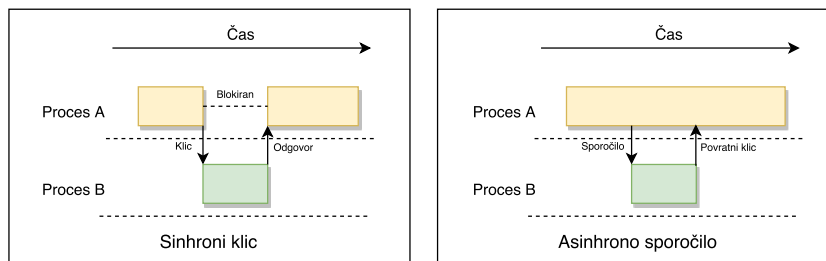 Čas
Proces A
Blokiran
Klic
Odgovor
Proces B
Sinhroni klic
Čas
Proces A
Sporočilo
Povratni klic
Proces B
Asinhrono sporočilo